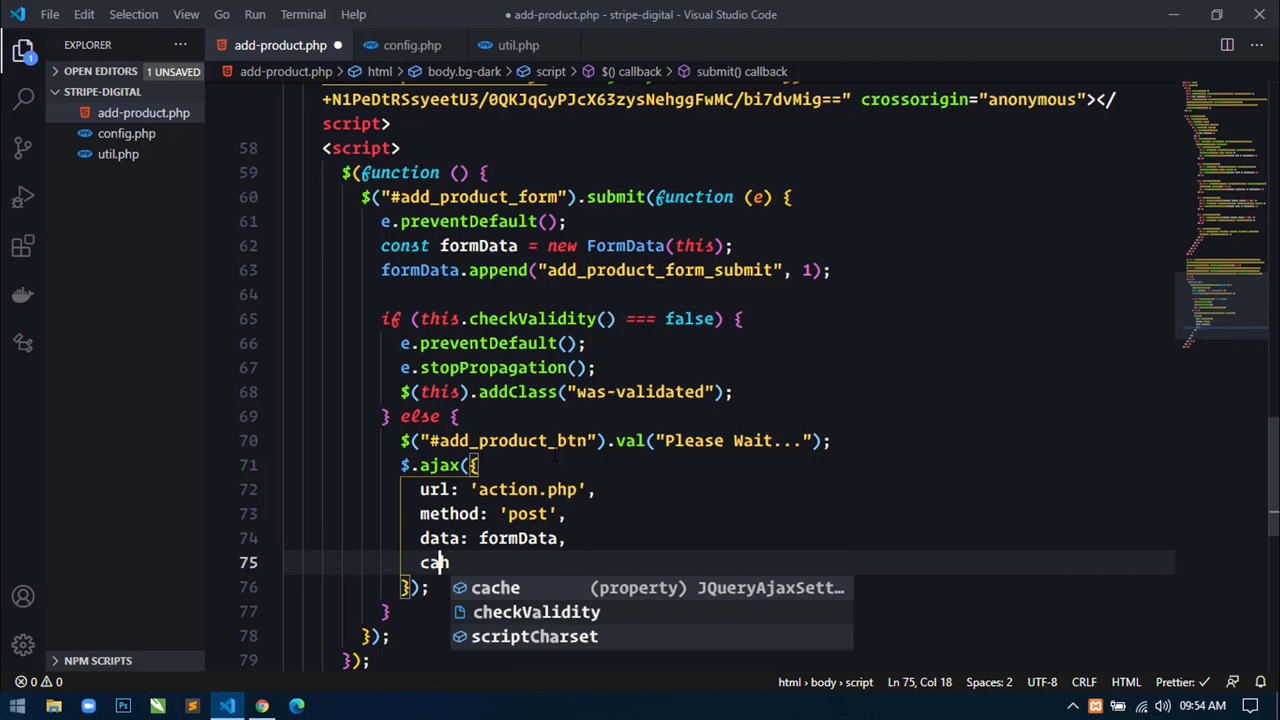 File Edit Selection View Go Run Terminal Help
● add-product.php - stripe-digital - Visual Studio Code
EXPLORER
OPEN EDITORS 1 UNSAVED
STRIPE-DIGITAL
add-product.php
config.php
util.php
NPM SCRIPTS
add-product.php config.php util.php
add-product.php > html > body.bg-dark > script > $() callback > submit() callback
+N1PeDtRSsyeetU3/0QKJqGyPJcX63zysNehggFwMC/bi7dvMig==" crossorigin="anonymous"></
script>
58 <script>
59 $(function () {
60 $("#add_product_form").submit(function (e) {
61 e.preventDefault();
62 const formData = new FormData(this);
63 formData.append("add_product_form_submit", 1);
64
65 if (this.checkValidity() === false) {
66 e.preventDefault();
67 e.stopPropagation();
68 $(this).addClass("was-validated");
69 } else {
70 $("#add_product_btn").val("Please Wait...");
71 $.ajax({
72 url: 'action.php',
73 method: 'post',
74 data: formData,
75 cah
76 });
cache (property) JQueryAjaxSett...
checkValidity
scriptCharset
77 }
78 });
79 });
0 0
html > body > script Ln 75, Col 18 Spaces: 2 UTF-8 CRLF HTML Prettier: ✓
09:54 AM